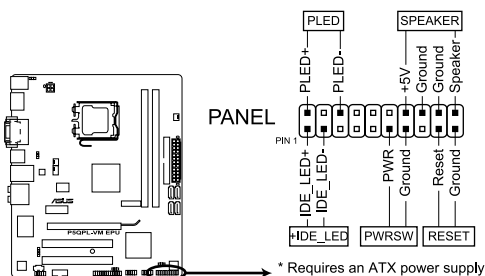 PLED
SPEAKER
PLED+
PLED-
+5V
Ground
Ground
Speaker
PANEL
PIN 1
IDE_LED+
IDE_LED-
PWR
Ground
Reset
Ground
+IDE_LED
PWRSW
RESET
* Requires an ATX power supply
ASUS
P5QPL-VM EPU